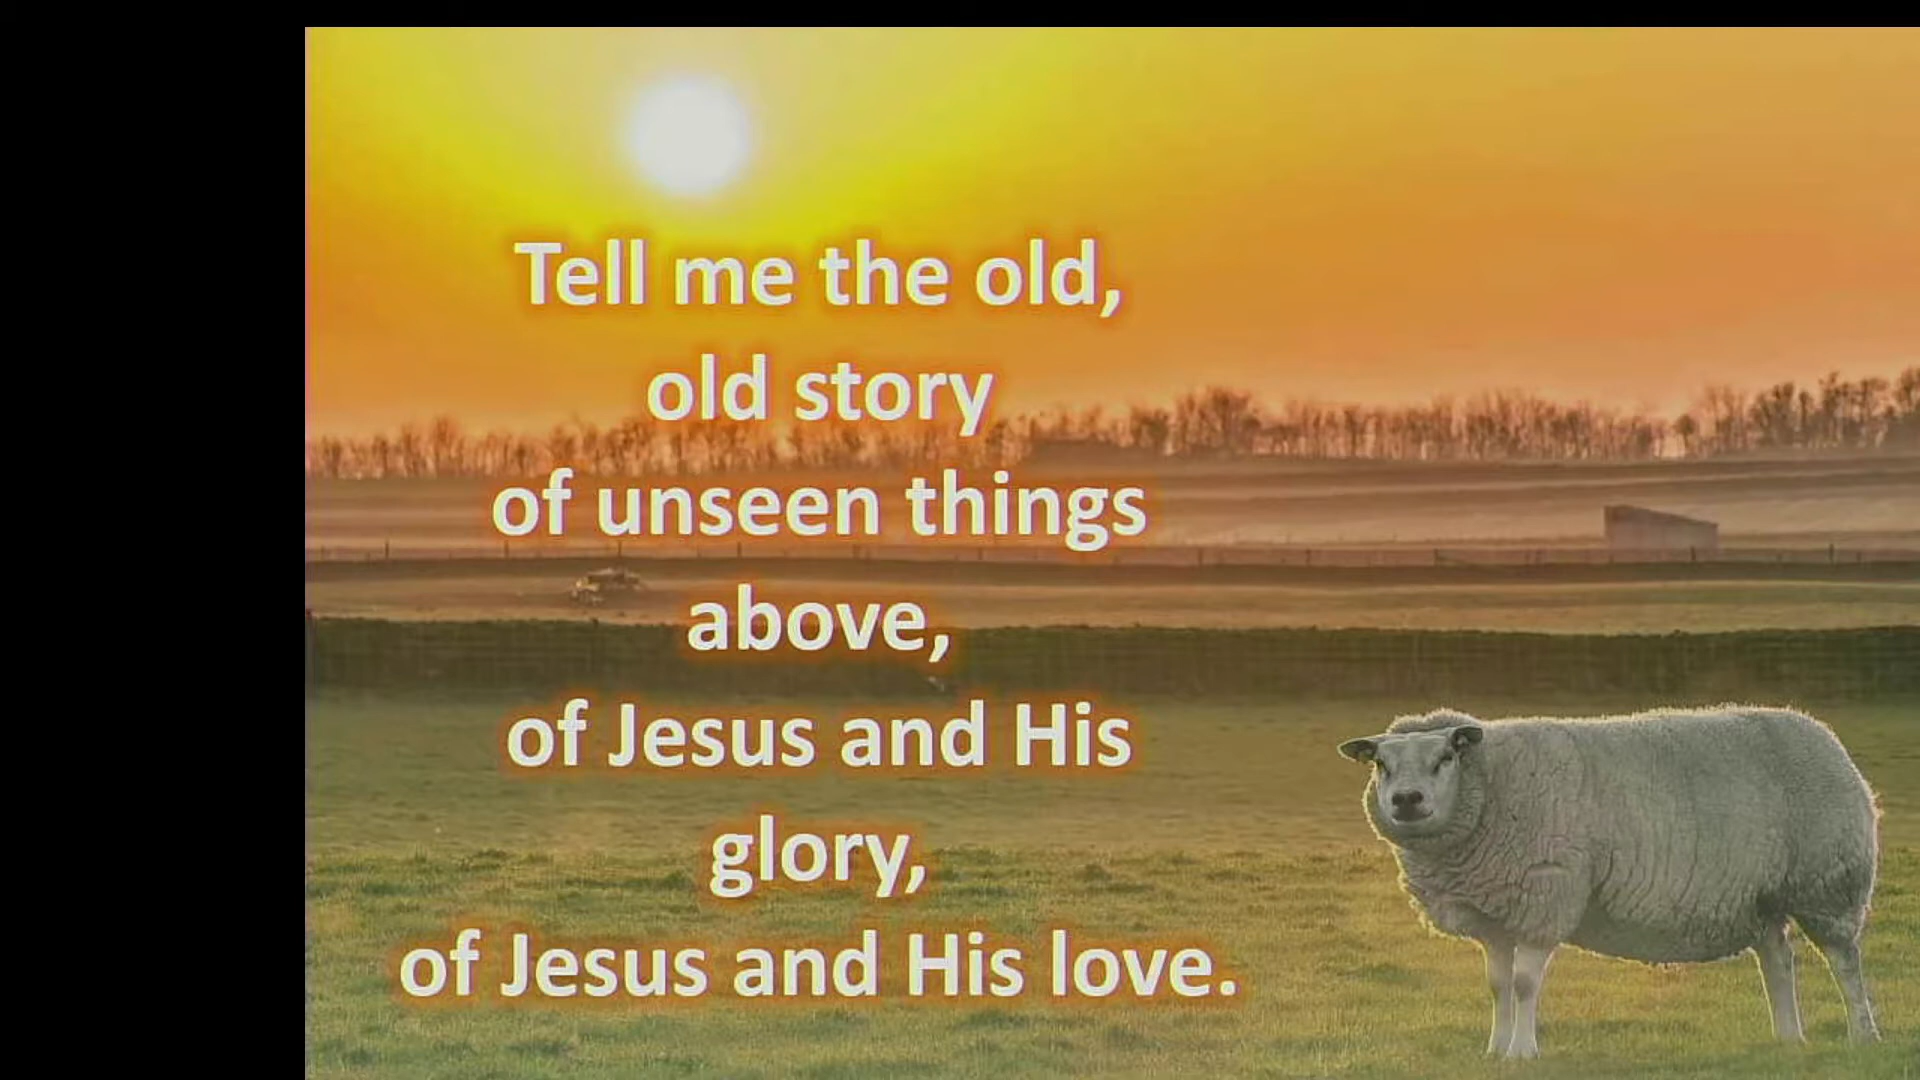 Tell me the old,
old story
of unseen things
above,
of Jesus and His
glory,
of Jesus and His love.